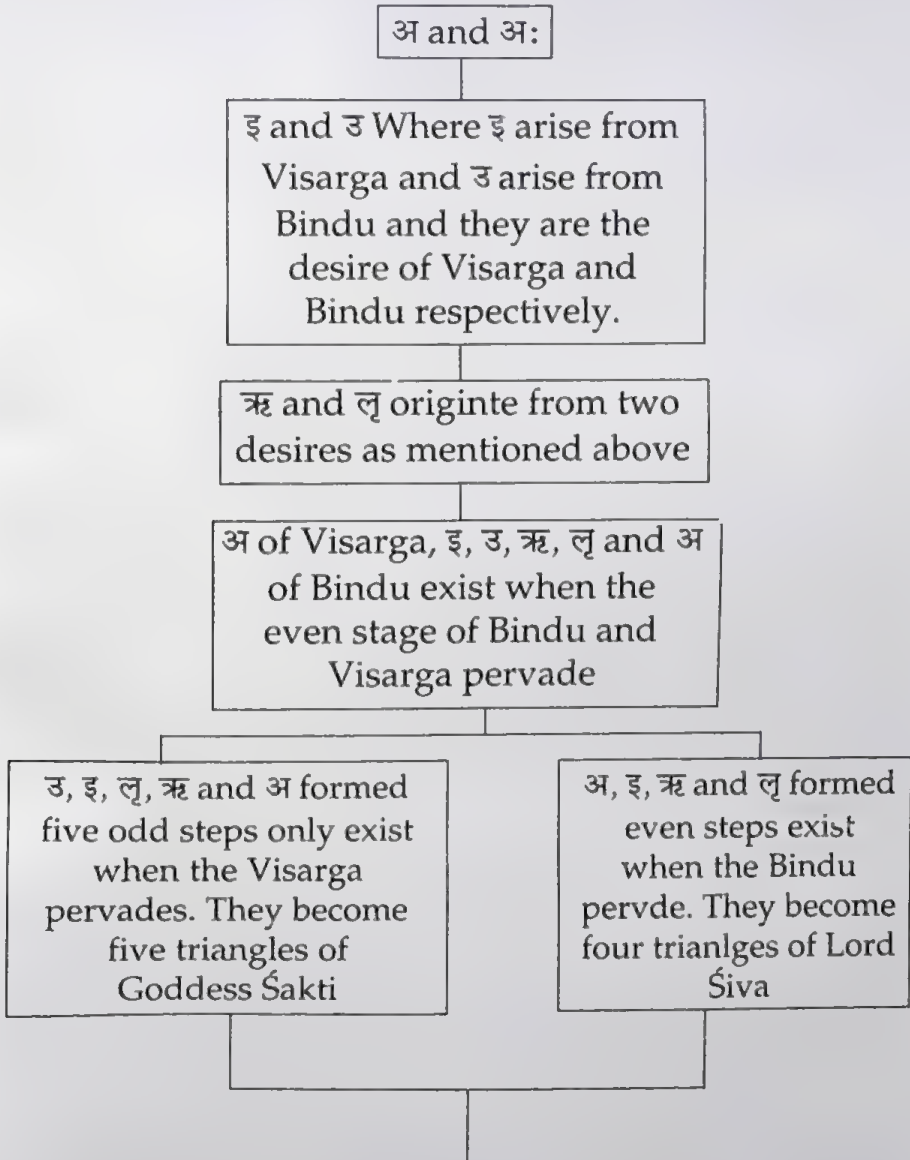 अ and अः
इ and उ Where इ arise from
Visarga and उ arise from
Bindu and they are the
desire of Visarga and
Bindu respectively.
ऋ and लृ originte from two
desires as mentioned above
अ of Visarga, इ, उ, ऋ, लृ and अ
of Bindu exist when the
even stage of Bindu and
Visarga pervade
उ, इ, लृ, ऋ and अ formed
five odd steps only exist
when the Visarga
pervades. They become
five triangles of
Goddess Śakti
अ, इ, ऋ and लृ formed
even steps exist
when the Bindu
pervde. They become
four trianlges of Lord
Śiva